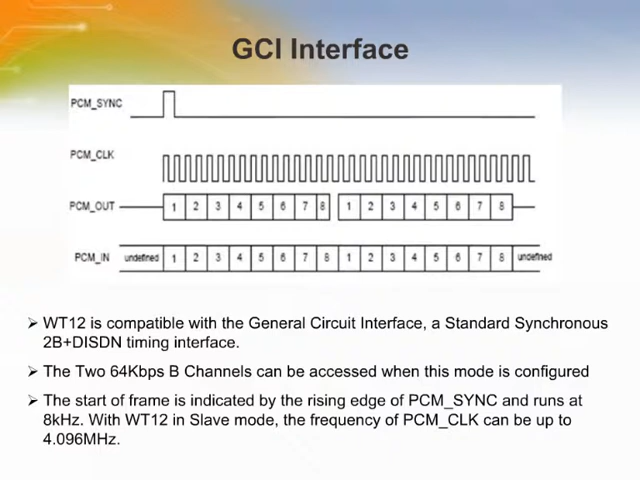 GCI Interface
PCM_SYNC
PCM_CLK
PCM_OUT 1 2 3 4 5 6 7 8 1 2 3 4 5 6 7 8
PCM_IN undefined 1 2 3 4 5 6 7 8 1 2 3 4 5 6 7 8 undefined
➢ WT12 is compatible with the General Circuit Interface, a Standard Synchronous
2B+DISDN timing interface.
➢ The Two 64Kbps B Channels can be accessed when this mode is configured
➢ The start of frame is indicated by the rising edge of PCM_SYNC and runs at
8kHz. With WT12 in Slave mode, the frequency of PCM_CLK can be up to
4.096MHz.